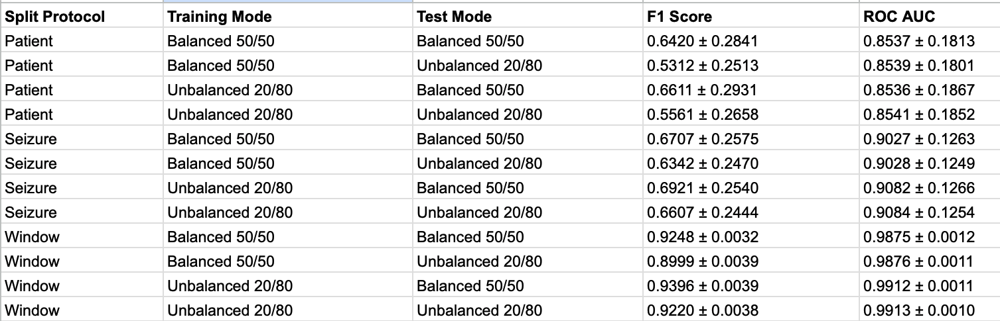 Split Protocol Training Mode Test Mode F1 Score ROC AUC
Patient Balanced 50/50 Balanced 50/50 0.6420 ± 0.2841 0.8537 ± 0.1813
Patient Balanced 50/50 Unbalanced 20/80 0.5312 ± 0.2513 0.8539 ± 0.1801
Patient Unbalanced 20/80 Balanced 50/50 0.6611 ± 0.2931 0.8536 ± 0.1867
Patient Unbalanced 20/80 Unbalanced 20/80 0.5561 ± 0.2658 0.8541 ± 0.1852
Seizure Balanced 50/50 Balanced 50/50 0.6707 ± 0.2575 0.9027 ± 0.1263
Seizure Balanced 50/50 Unbalanced 20/80 0.6342 ± 0.2470 0.9028 ± 0.1249
Seizure Unbalanced 20/80 Balanced 50/50 0.6921 ± 0.2540 0.9082 ± 0.1266
Seizure Unbalanced 20/80 Unbalanced 20/80 0.6607 ± 0.2444 0.9084 ± 0.1254
Window Balanced 50/50 Balanced 50/50 0.9248 ± 0.0032 0.9875 ± 0.0012
Window Balanced 50/50 Unbalanced 20/80 0.8999 ± 0.0039 0.9876 ± 0.0011
Window Unbalanced 20/80 Balanced 50/50 0.9396 ± 0.0039 0.9912 ± 0.0011
Window Unbalanced 20/80 Unbalanced 20/80 0.9220 ± 0.0038 0.9913 ± 0.0010